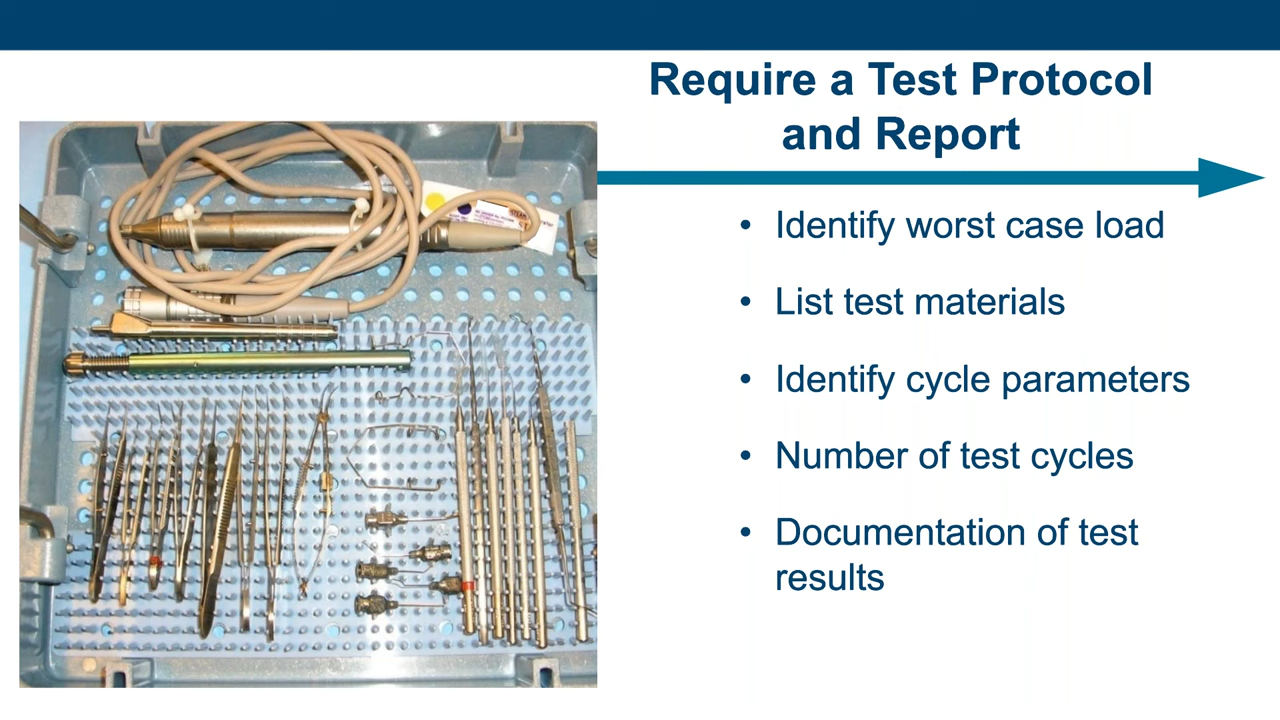 Require a Test Protocol
and Report
• Identify worst case load
• List test materials
• Identify cycle parameters
• Number of test cycles
• Documentation of test
results
STEAM